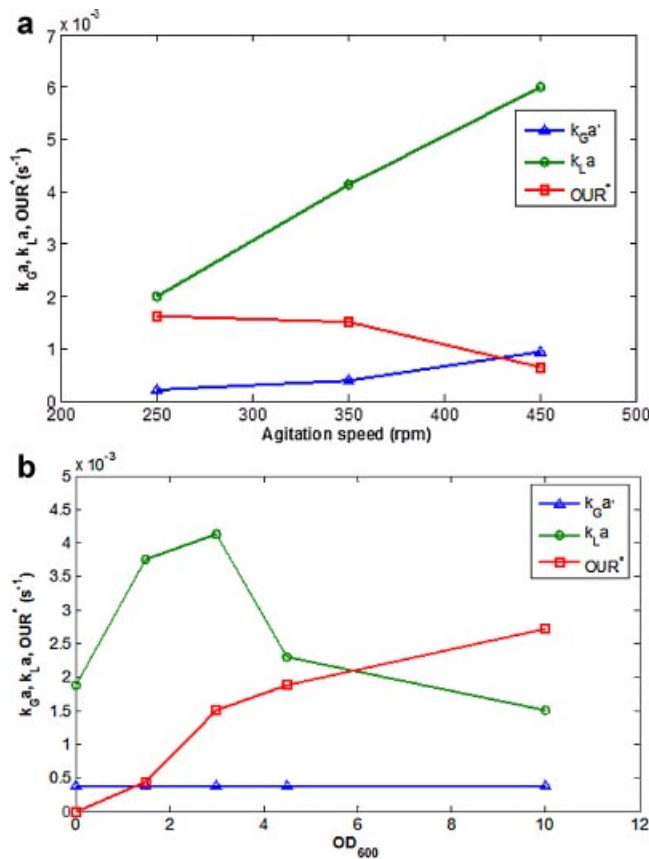 a
x 10⁻³
7
6
5
4
3
2
1
0
200 250 300 350 400 450 500
Agitation speed (rpm)
k_G a, k_L a, OUR* (s⁻¹)
k_G a'
k_L a
OUR*
b
x 10⁻³
5
4.5
4
3.5
3
2.5
2
1.5
1
0.5
0
0 2 4 6 8 10 12
OD₆₀₀
k_G a, k_L a, OUR* (s⁻¹)
k_G a'
k_L a
OUR*